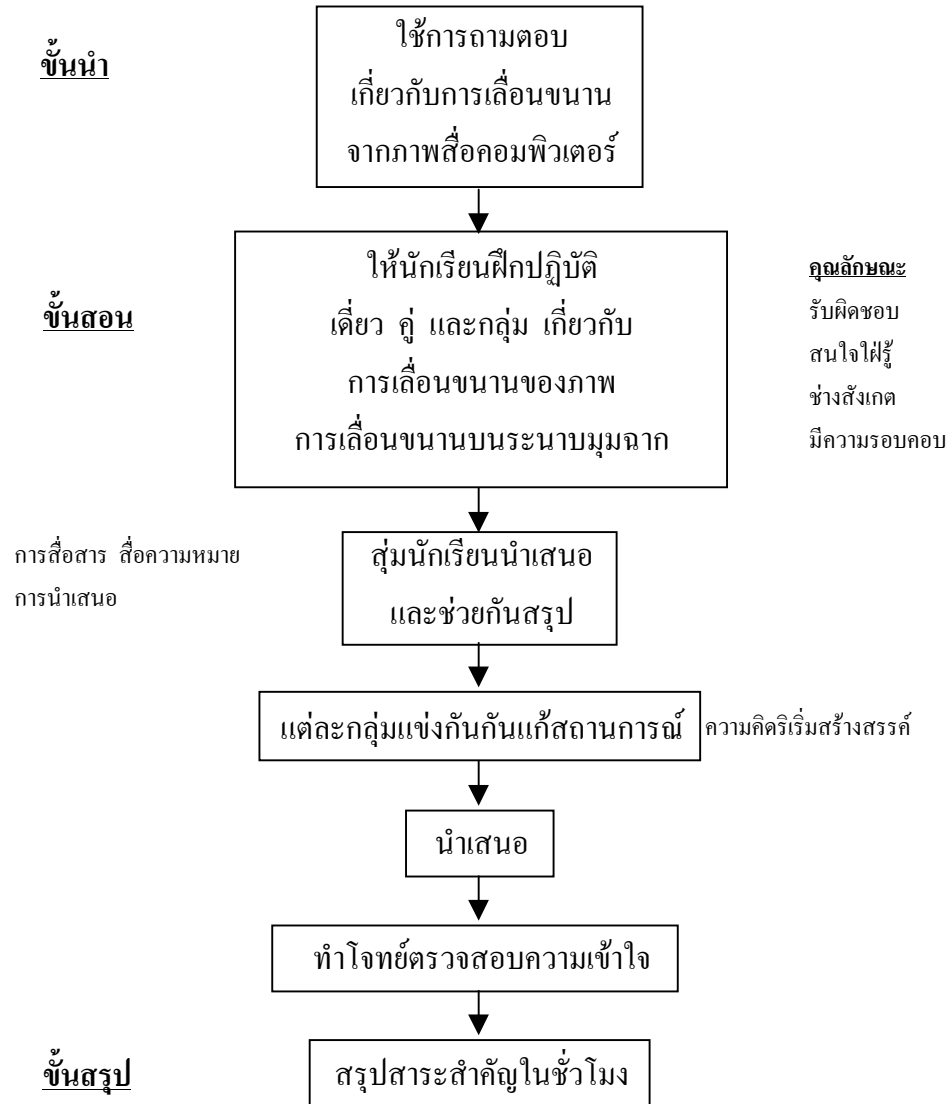 ขั้นนำ
ใช้การถามตอบ
เกี่ยวกับการเลื่อนขนาน
จากภาพสื่อคอมพิวเตอร์
ขั้นสอน
ให้นักเรียนฝึกปฏิบัติ
เดี่ยว คู่ และกลุ่ม เกี่ยวกับ
การเลื่อนขนานของภาพ
การเลื่อนขนานบนระนาบมุมฉาก
คุณลักษณะ
รับผิดชอบ
สนใจใฝ่รู้
ช่างสังเกต
มีความรอบคอบ
การสื่อสาร สื่อความหมาย
การนำเสนอ
สุ่มนักเรียนนำเสนอ
และช่วยกันสรุป
แต่ละกลุ่มแข่งกันกันแก้สถานการณ์
ความคิดริเริ่มสร้างสรรค์
นำเสนอ
ทำโจทย์ตรวจสอบความเข้าใจ
ขั้นสรุป
สรุปสาระสำคัญในชั่วโมง